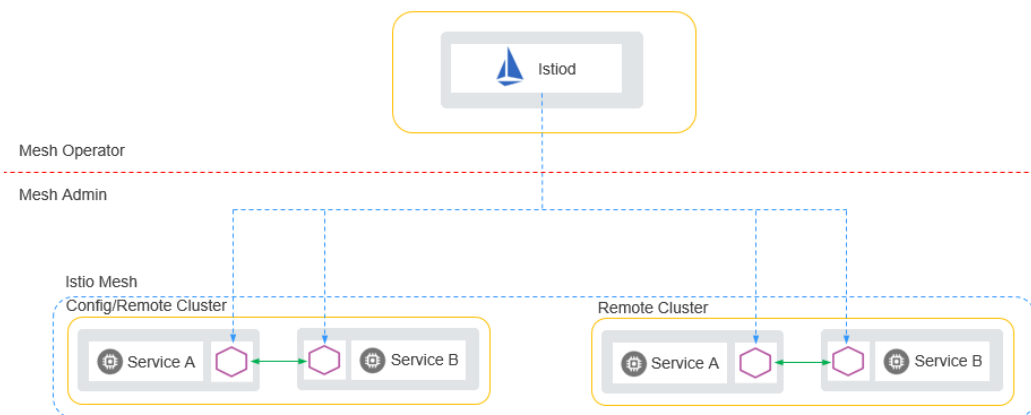 Istiod
Mesh Operator
Mesh Admin
Istio Mesh
Config/Remote Cluster
Remote Cluster
Service A
Service B
Service A
Service B